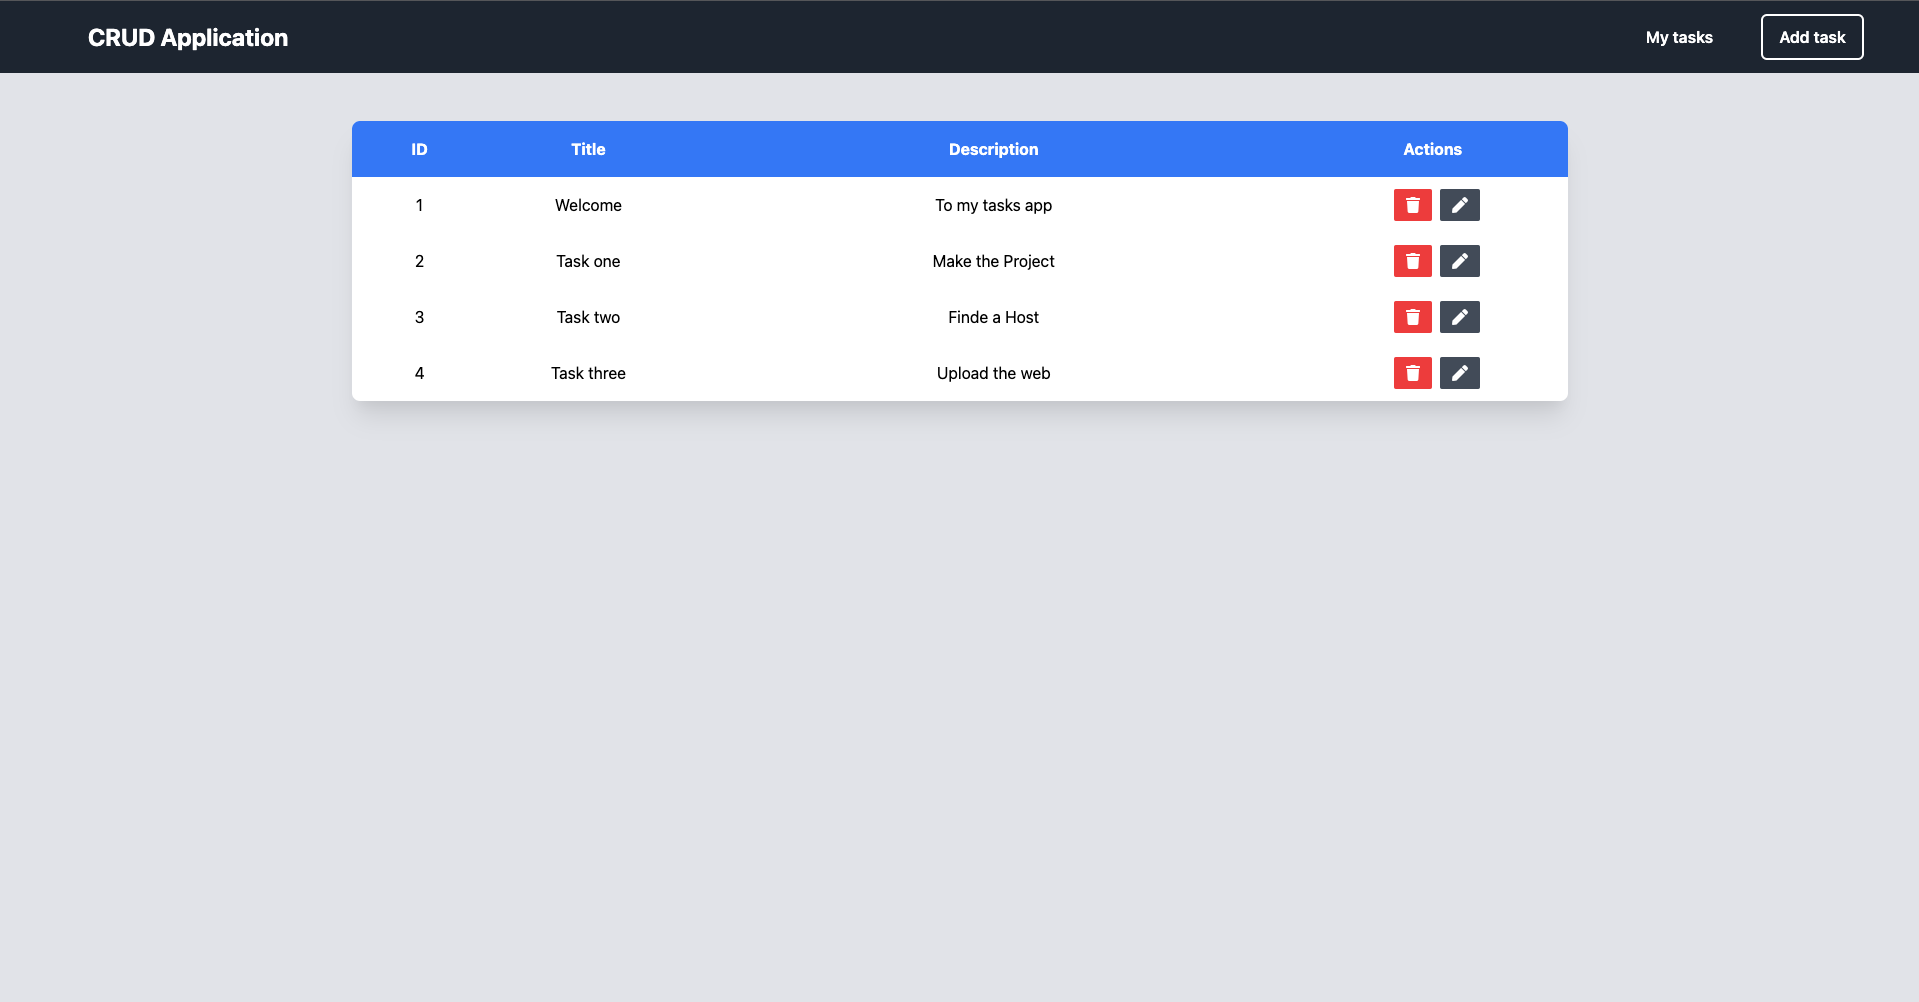 CRUD Application My tasks Add task
ID Title Description Actions
1 Welcome To my tasks app
2 Task one Make the Project
3 Task two Finde a Host
4 Task three Upload the web